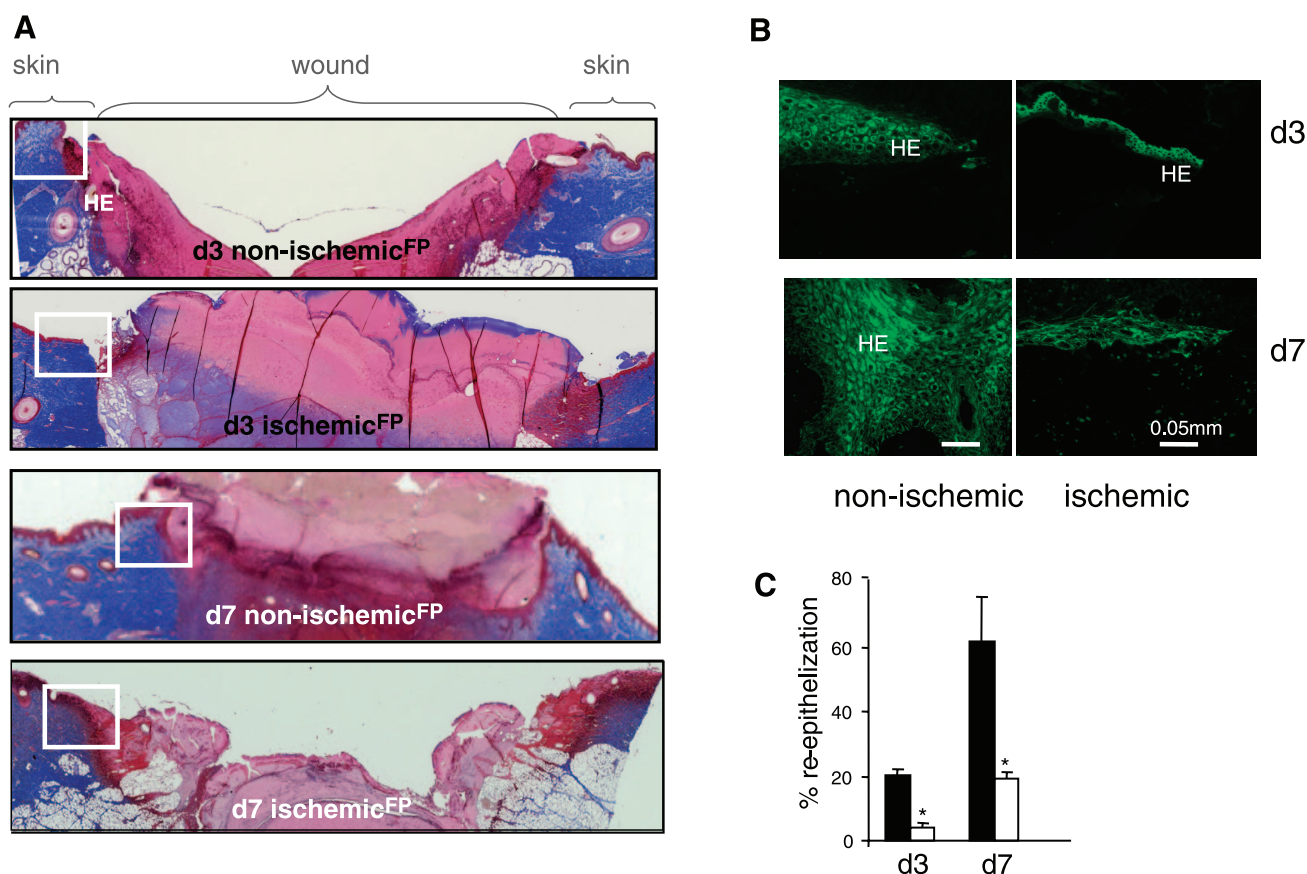 A
skin
wound
skin
HE
d3 non-ischemicFP
d3 ischemicFP
d7 non-ischemicFP
d7 ischemicFP
B
HE
HE
d3
HE
0.05mm
d7
non-ischemic
ischemic
C
% re-epithelization
80
60
40
20
0
*
*
d3
d7